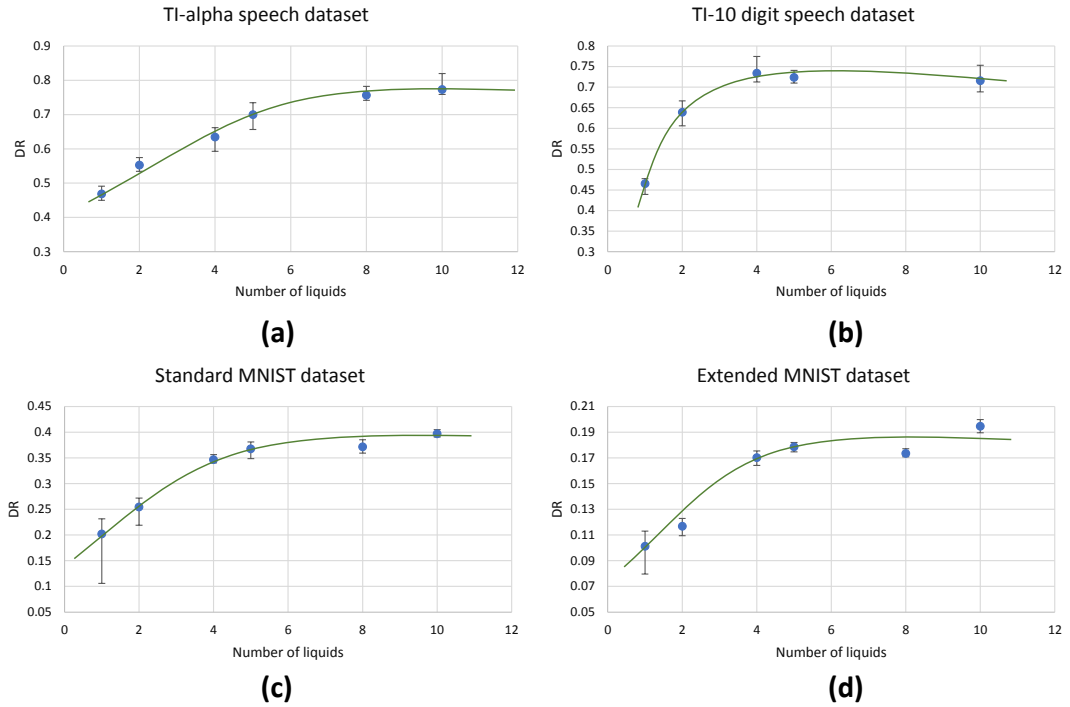 TI-alpha speech dataset
0.9
0.8
0.7
0.6
0.5
0.4
0.3
DR
0 2 4 6 8 10 12
Number of liquids
(a)
TI-10 digit speech dataset
0.8
0.75
0.7
0.65
0.6
0.55
0.5
0.45
0.4
0.35
0.3
DR
0 2 4 6 8 10 12
Number of liquids
(b)
Standard MNIST dataset
0.45
0.4
0.35
0.3
0.25
0.2
0.15
0.1
0.05
DR
0 2 4 6 8 10 12
Number of liquids
(c)
Extended MNIST dataset
0.21
0.19
0.17
0.15
0.13
0.11
0.09
0.07
0.05
DR
0 2 4 6 8 10 12
Number of liquids
(d)